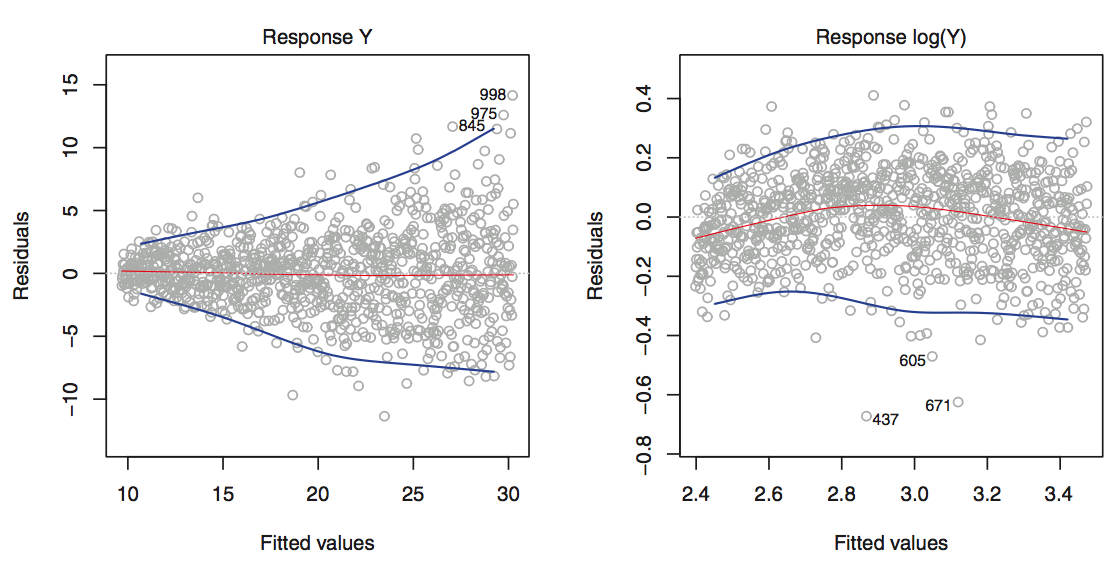 Response Y
Residuals
15
10
5
0
−5
−10
998
975
845
10 15 20 25 30
Fitted values
Response log(Y)
Residuals
0.4
0.2
0.0
−0.2
−0.4
−0.6
−0.8
605
671
437
2.4 2.6 2.8 3.0 3.2 3.4
Fitted values